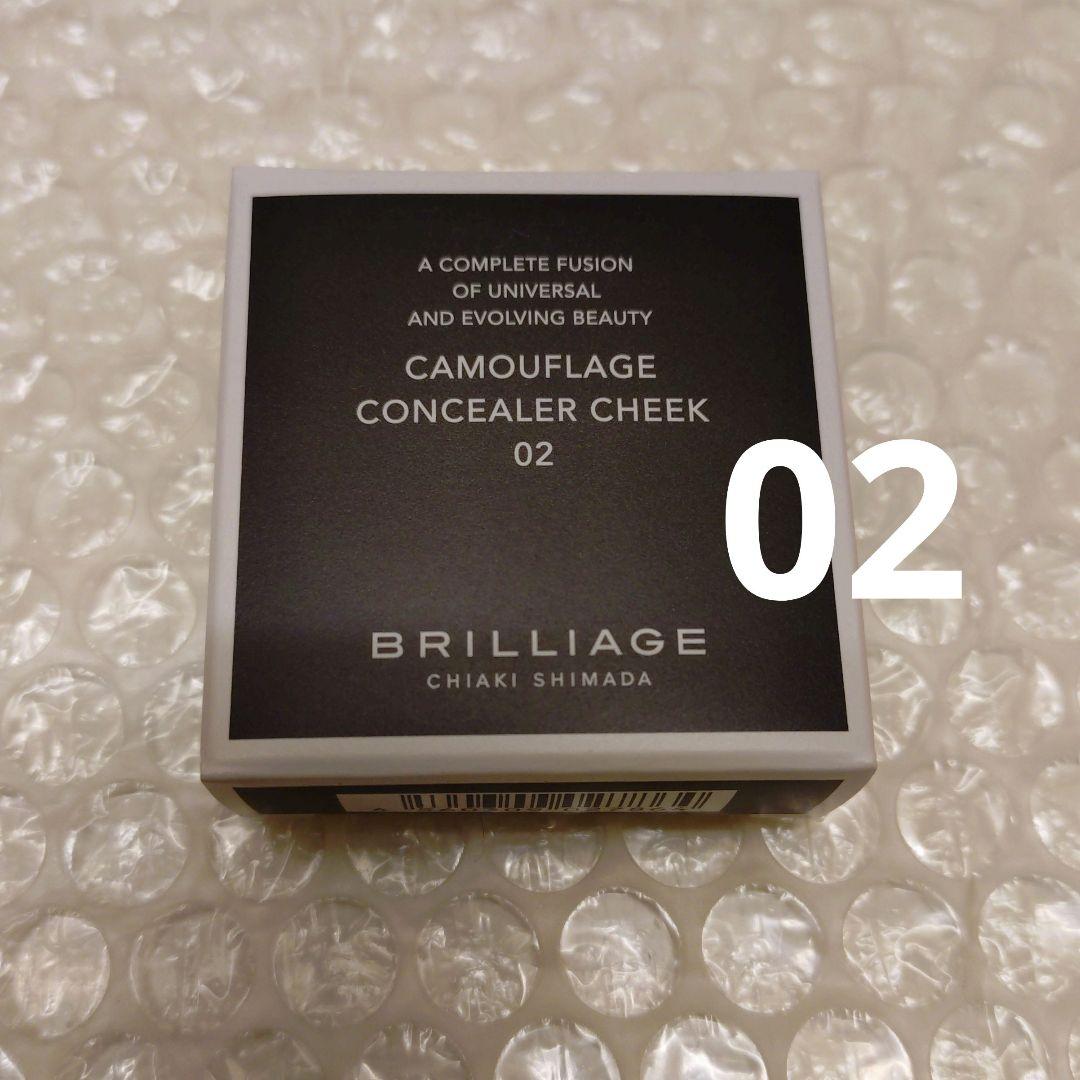 A COMPLETE FUSION
OF UNIVERSAL
AND EVOLVING BEAUTY
CAMOUFLAGE
CONCEALER CHEEK
02
02
BRILLIAGE
CHIAKI SHIMADA